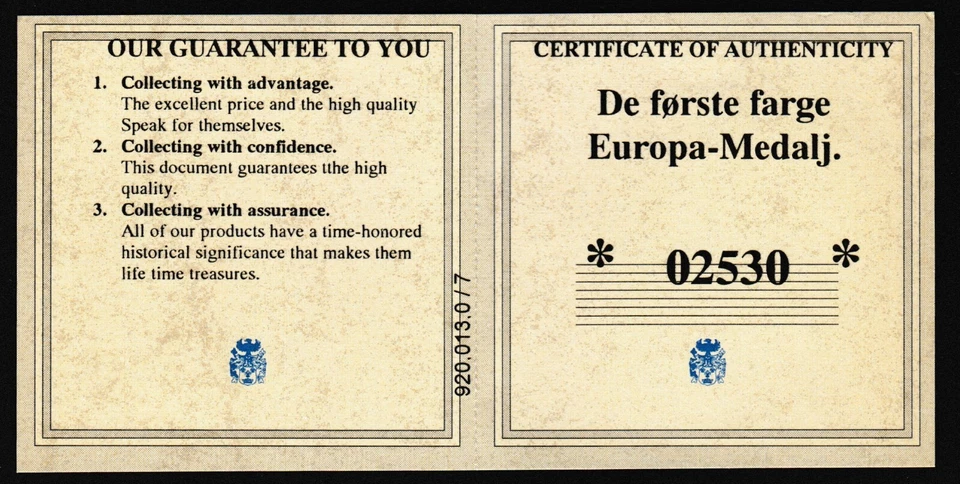 OUR GUARANTEE TO YOU
1. Collecting with advantage.
The excellent price and the high quality
Speak for themselves.
2. Collecting with confidence.
This document guarantees tthe high
quality.
3. Collecting with assurance.
All of our products have a time-honored
historical significance that makes them
life time treasures.
920.013.0 / 7
CERTIFICATE OF AUTHENTICITY
De første farge
Europa-Medalj.
* 02530 *